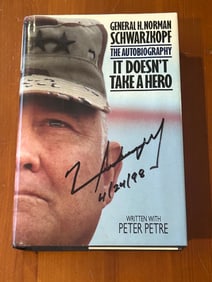 GENERAL H. NORMAN
SCHWARZKOPF
THE AUTOBIOGRAPHY
IT DOESN'T
TAKE A HERO
4/24/98
WRITTEN WITH
PETER PETRE